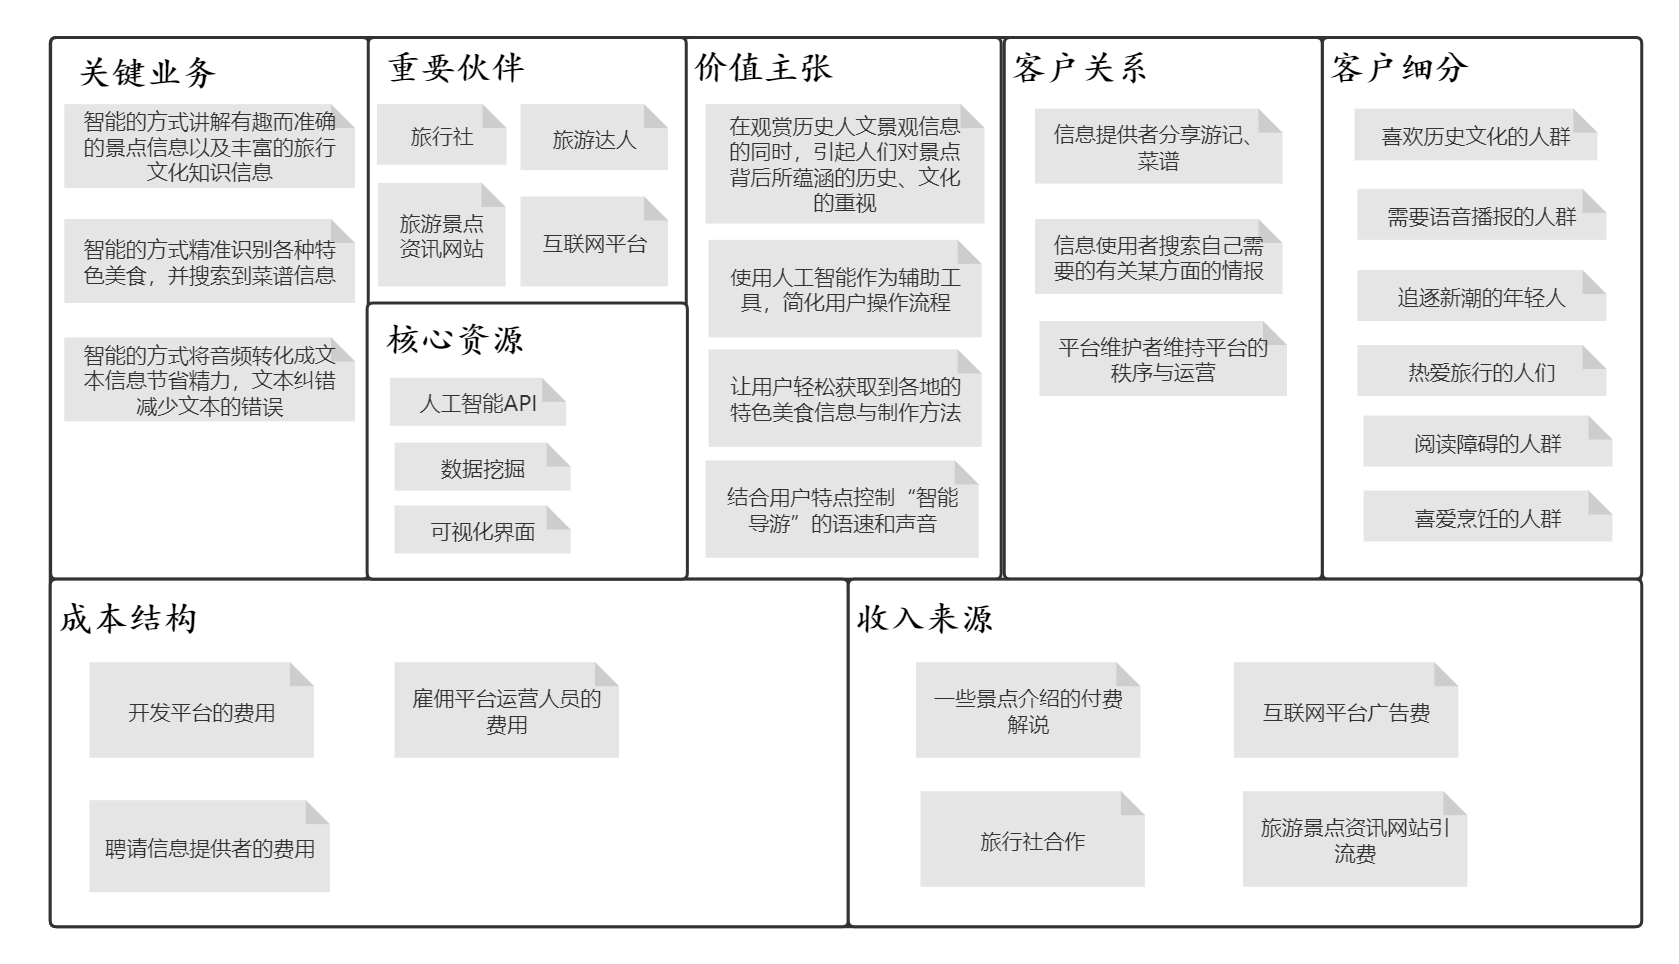 关键业务
智能的方式讲解有趣而准确
的景点信息以及丰富的旅行
文化知识信息
智能的方式精准识别各种特
色美食，并搜索到菜谱信息
智能的方式将音频转化成文
本信息节省精力，文本纠错
减少文本的错误
重要伙伴
旅行社
旅游达人
旅游景点
资讯网站
互联网平台
核心资源
人工智能API
数据挖掘
可视化界面
价值主张
在观赏历史人文景观信息
的同时，引起人们对景点
背后所蕴涵的历史、文化
的重视
使用人工智能作为辅助工
具，简化用户操作流程
让用户轻松获取到各地的
特色美食信息与制作方法
结合用户特点控制“智能
导游”的语速和声音
客户关系
信息提供者分享游记、
菜谱
信息使用者搜索自己需
要的有关某方面的情报
平台维护者维持平台的
秩序与运营
客户细分
喜欢历史文化的人群
需要语音播报的人群
追逐新潮的年轻人
热爱旅行的人们
阅读障碍的人群
喜爱烹饪的人群
成本结构
开发平台的费用
雇佣平台运营人员的
费用
聘请信息提供者的费用
收入来源
一些景点介绍的付费
解说
互联网平台广告费
旅行社合作
旅游景点资讯网站引
流费